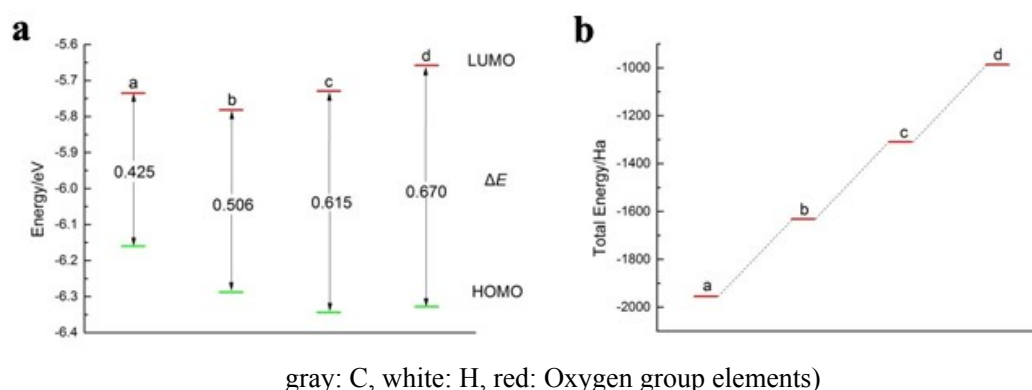 a
-5.6
-5.7
-5.8
-5.9
-6.0
-6.1
-6.2
-6.3
-6.4
Energy/eV
a
b
c
d
0.425
0.506
0.615
0.670
LUMO
ΔE
HOMO
b
-1000
-1200
-1400
-1600
-1800
-2000
Total Energy/Ha
a
b
c
d
gray: C, white: H, red: Oxygen group elements)